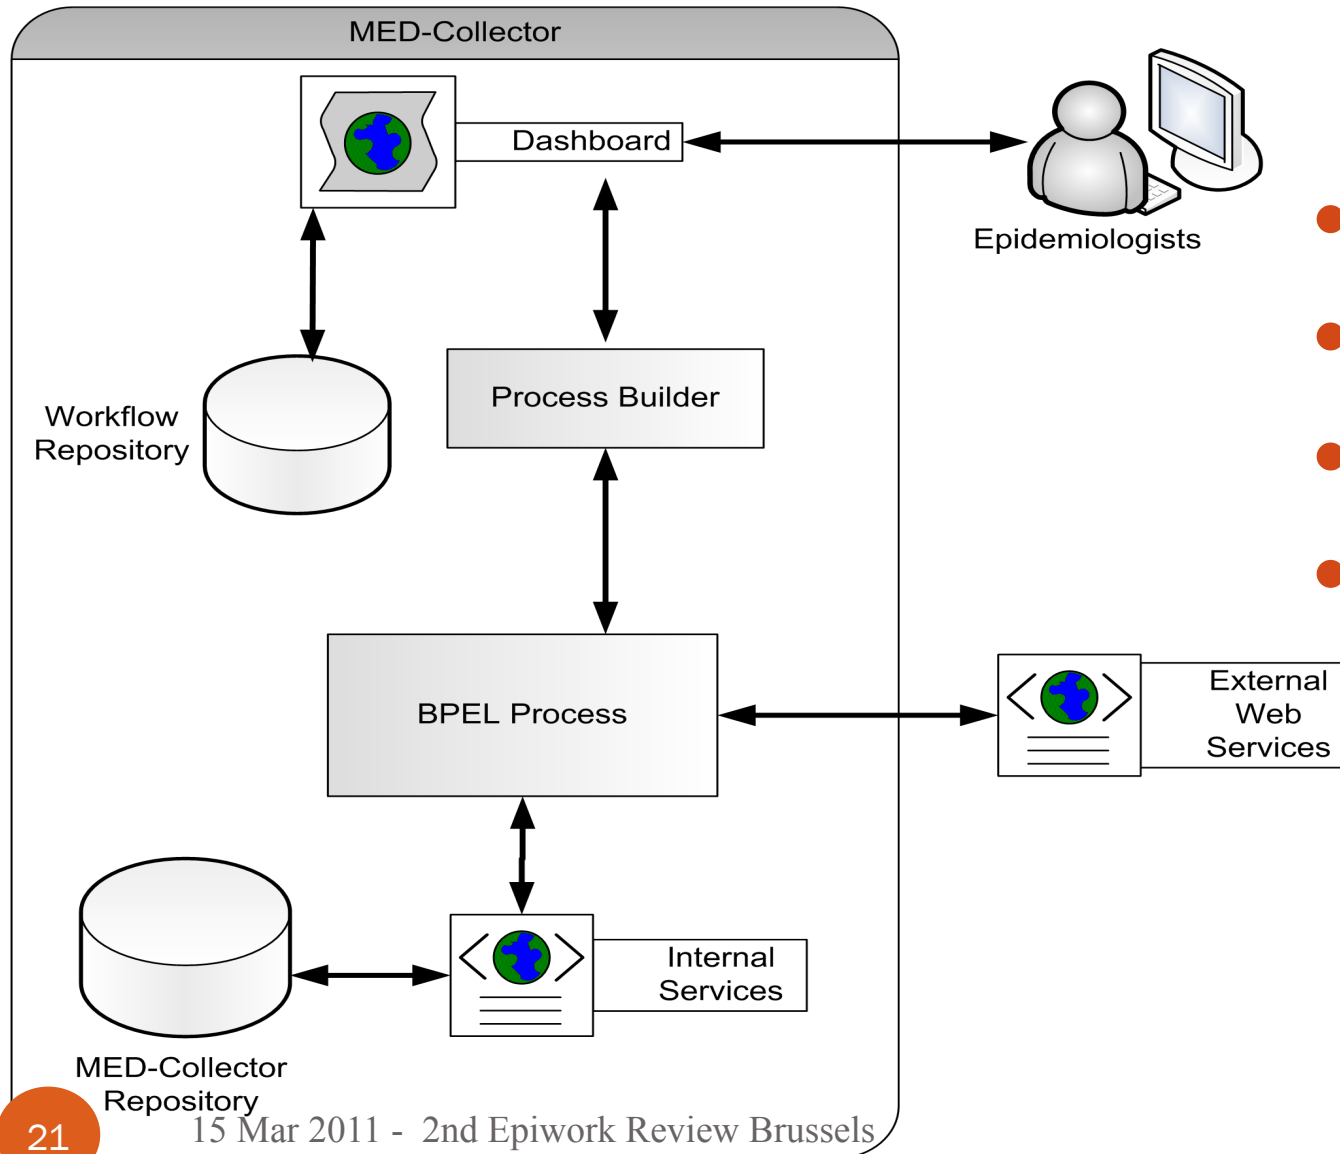 MED-Collector
Dashboard
Epidemiologists
Process Builder
Workflow
Repository
BPEL Process
External
Web
Services
Internal
Services
MED-Collector
Repository
21
15 Mar 2011 - 2nd Epiwork Review Brussels